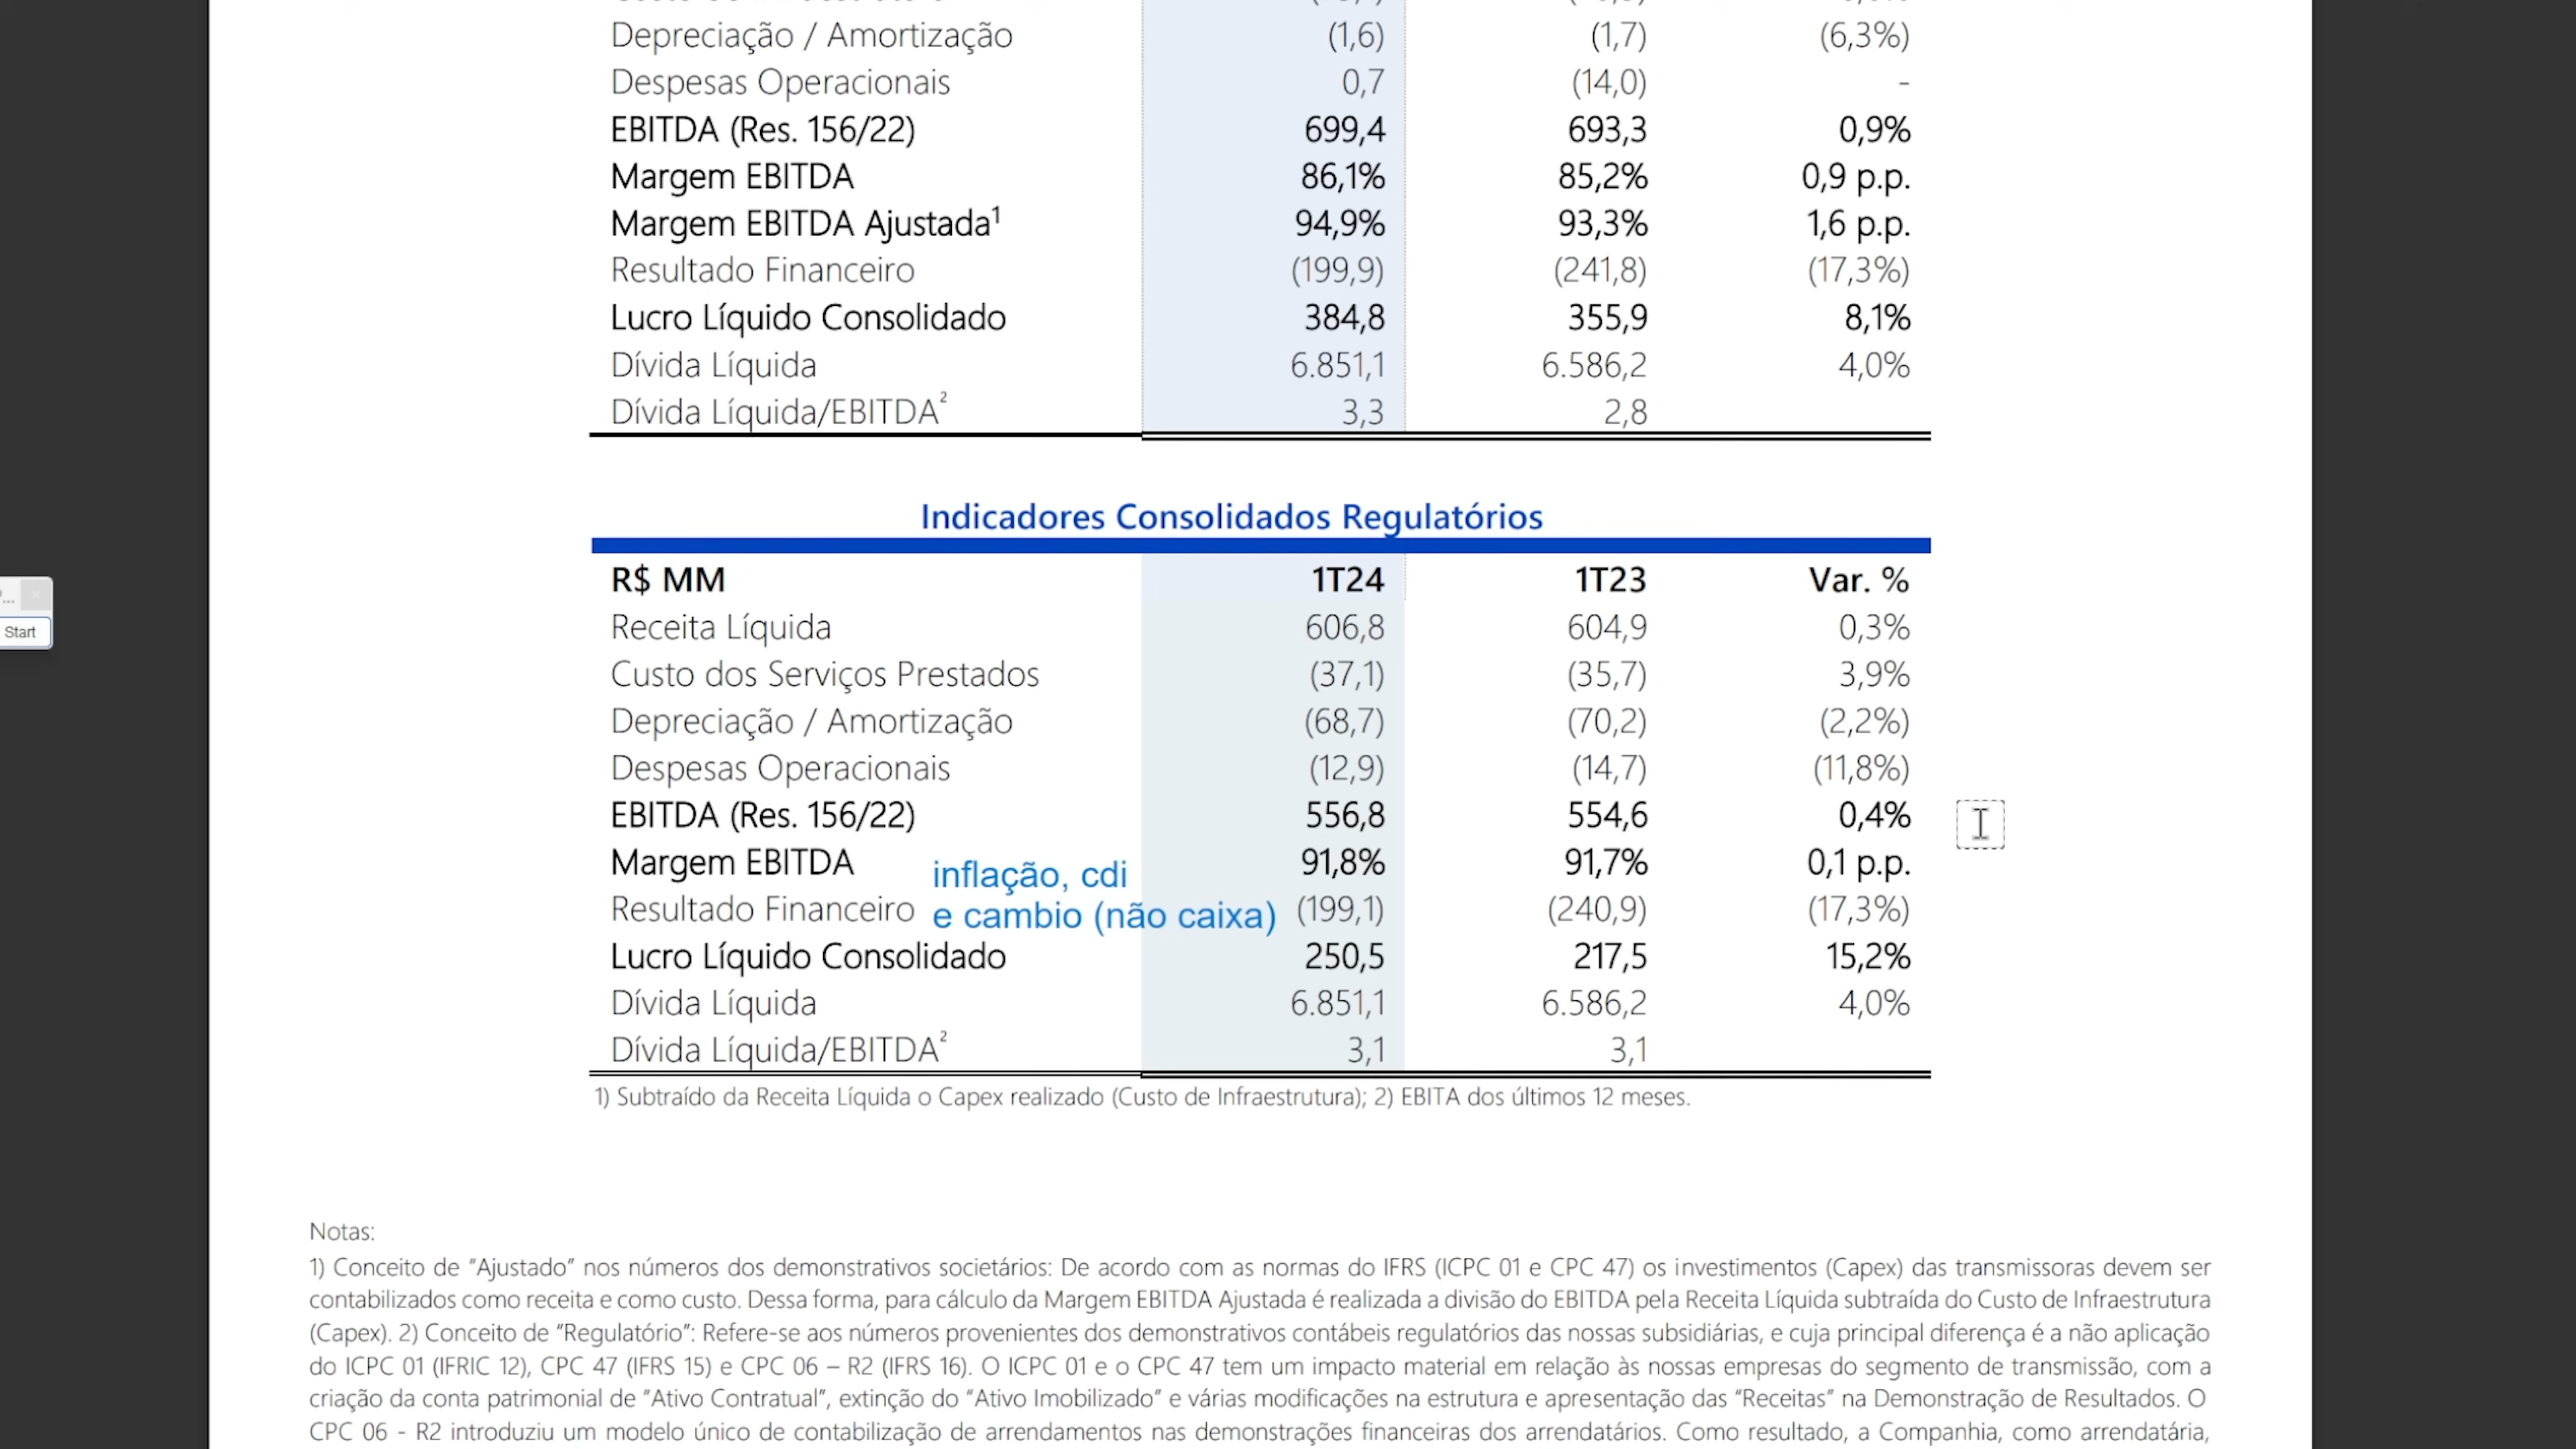 Depreciação / Amortização (1,6) (1,7) (6,3%)
Despesas Operacionais 0,7 (14,0) -
EBITDA (Res. 156/22) 699,4 693,3 0,9%
Margem EBITDA 86,1% 85,2% 0,9 p.p.
Margem EBITDA Ajustada¹ 94,9% 93,3% 1,6 p.p.
Resultado Financeiro (199,9) (241,8) (17,3%)
Lucro Líquido Consolidado 384,8 355,9 8,1%
Dívida Líquida 6.851,1 6.586,2 4,0%
Dívida Líquida/EBITDA² 3,3 2,8
Indicadores Consolidados Regulatórios
R$ MM 1T24 1T23 Var. %
Receita Líquida 606,8 604,9 0,3%
Custo dos Serviços Prestados (37,1) (35,7) 3,9%
Depreciação / Amortização (68,7) (70,2) (2,2%)
Despesas Operacionais (12,9) (14,7) (11,8%)
EBITDA (Res. 156/22) 556,8 554,6 0,4%
Margem EBITDA 91,8% 91,7% 0,1 p.p.
inflação, cdi
e cambio (não caixa)
Resultado Financeiro (199,1) (240,9) (17,3%)
Lucro Líquido Consolidado 250,5 217,5 15,2%
Dívida Líquida 6.851,1 6.586,2 4,0%
Dívida Líquida/EBITDA² 3,1 3,1
1) Subtraído da Receita Líquida o Capex realizado (Custo de Infraestrutura); 2) EBITA dos últimos 12 meses.
Start
Notas:
1) Conceito de “Ajustado” nos números dos demonstrativos societários: De acordo com as normas do IFRS (ICPC 01 e CPC 47) os investimentos (Capex) das transmissoras devem ser
contabilizados como receita e como custo. Dessa forma, para cálculo da Margem EBITDA Ajustada é realizada a divisão do EBITDA pela Receita Líquida subtraída do Custo de Infraestrutura
(Capex). 2) Conceito de “Regulatório”: Refere-se aos números provenientes dos demonstrativos contábeis regulatórios das nossas subsidiárias, e cuja principal diferença é a não aplicação
do ICPC 01 (IFRIC 12), CPC 47 (IFRS 15) e CPC 06 – R2 (IFRS 16). O ICPC 01 e o CPC 47 tem um impacto material em relação às nossas empresas do segmento de transmissão, com a
criação da conta patrimonial de “Ativo Contratual”, extinção do “Ativo Imobilizado” e várias modificações na estrutura e apresentação das “Receitas” na Demonstração de Resultados. O
CPC 06 - R2 introduziu um modelo único de contabilização de arrendamentos nas demonstrações financeiras dos arrendatários. Como resultado, a Companhia, como arrendatária,